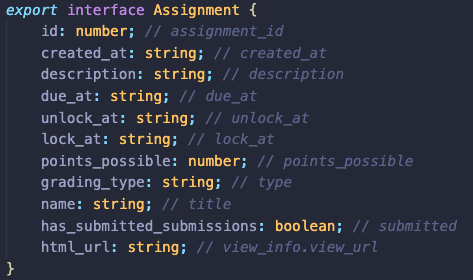 export interface Assignment {
id: number; // assignment_id
created_at: string; // created_at
description: string; // description
due_at: string; // due_at
unlock_at: string; // unlock_at
lock_at: string; // lock_at
points_possible: number; // points_possible
grading_type: string; // type
name: string; // title
has_submitted_submissions: boolean; // submitted
html_url: string; // view_info.view_url
}